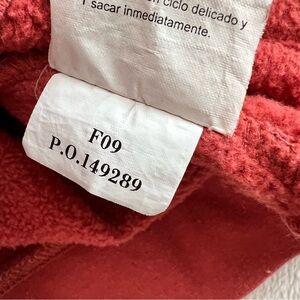 ciclo delicado y
sacar inmediatamente.
F09
P.O.149289